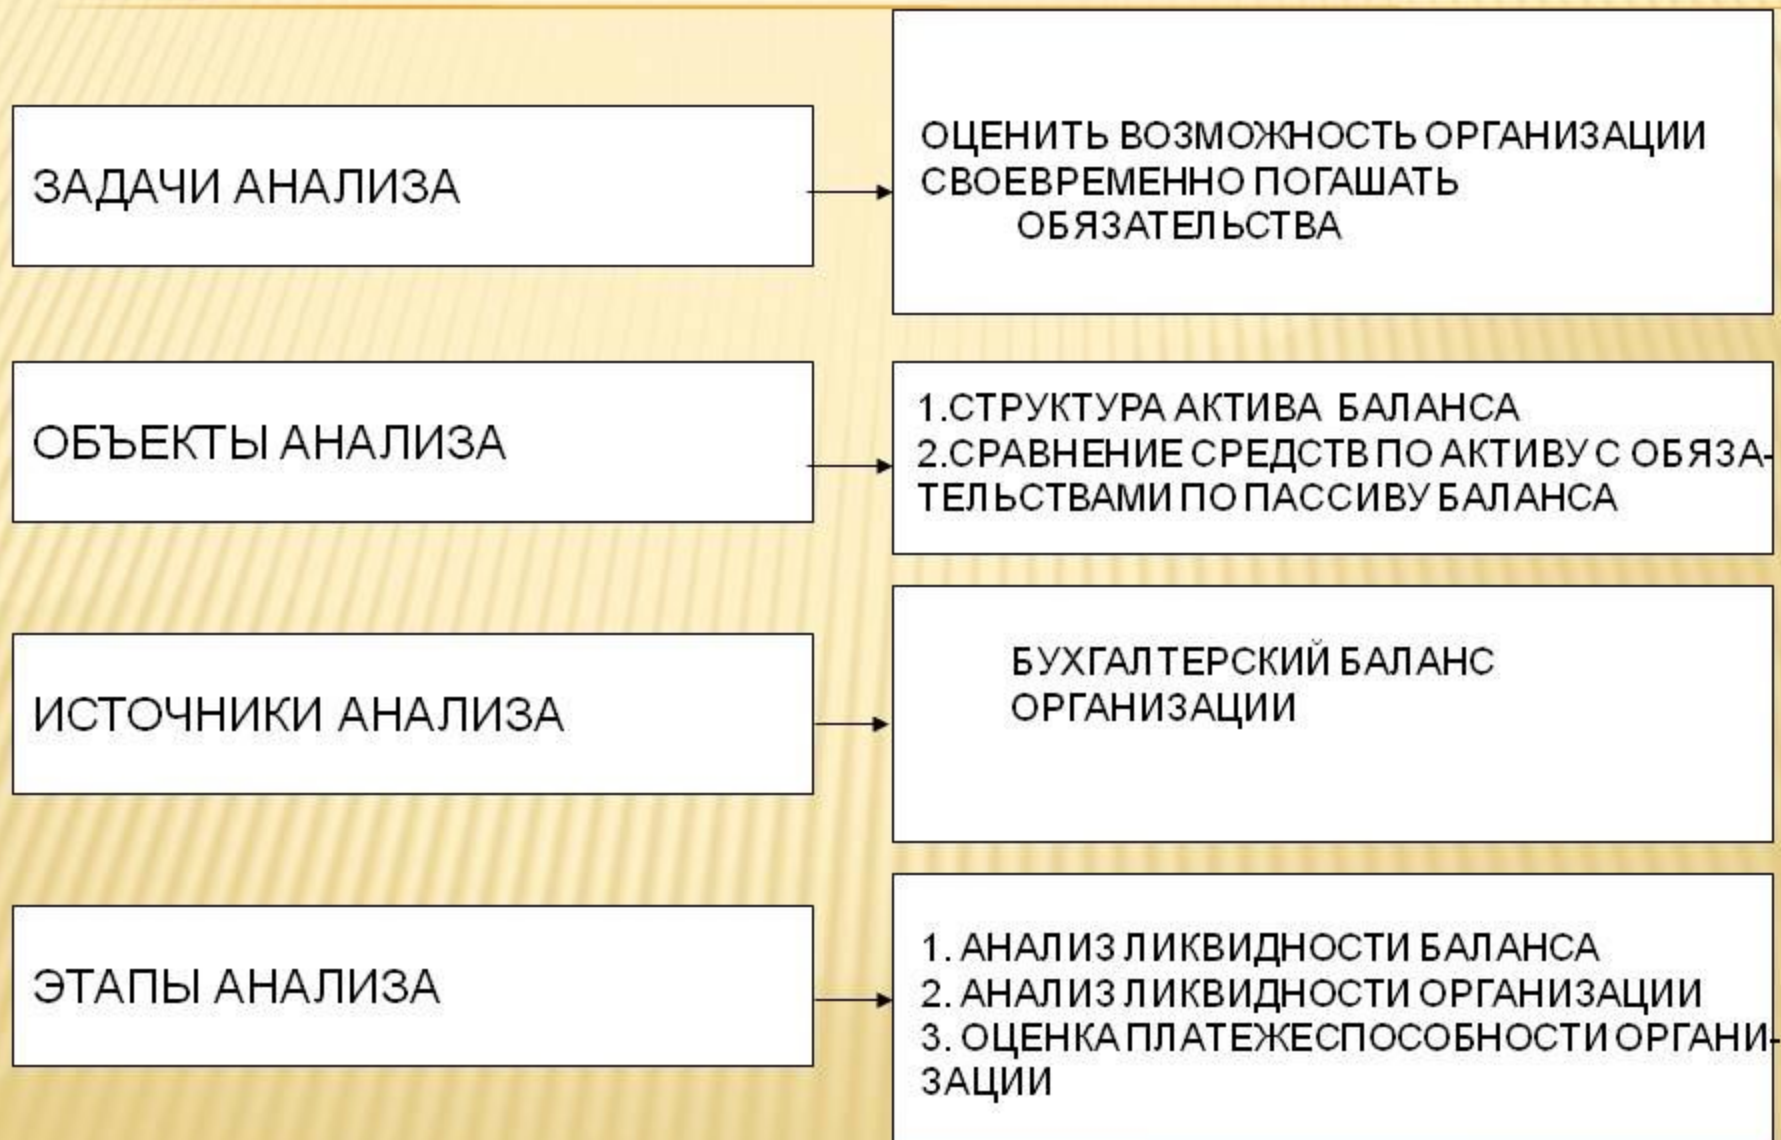 ЗАДАЧИ АНАЛИЗА
ОЦЕНИТЬ ВОЗМОЖНОСТЬ ОРГАНИЗАЦИИ
СВОЕВРЕМЕННО ПОГАШАТЬ
ОБЯЗАТЕЛЬСТВА
ОБЪЕКТЫ АНАЛИЗА
1.СТРУКТУРА АКТИВА БАЛАНСА
2.СРАВНЕНИЕ СРЕДСТВ ПО АКТИВУ С ОБЯЗА-
ТЕЛЬСТВАМИ ПО ПАССИВУ БАЛАНСА
ИСТОЧНИКИ АНАЛИЗА
БУХГАЛТЕРСКИЙ БАЛАНС
ОРГАНИЗАЦИИ
ЭТАПЫ АНАЛИЗА
1. АНАЛИЗ ЛИКВИДНОСТИ БАЛАНСА
2. АНАЛИЗ ЛИКВИДНОСТИ ОРГАНИЗАЦИИ
3. ОЦЕНКА ПЛАТЕЖЕСПОСОБНОСТИ ОРГАНИ-
ЗАЦИИ